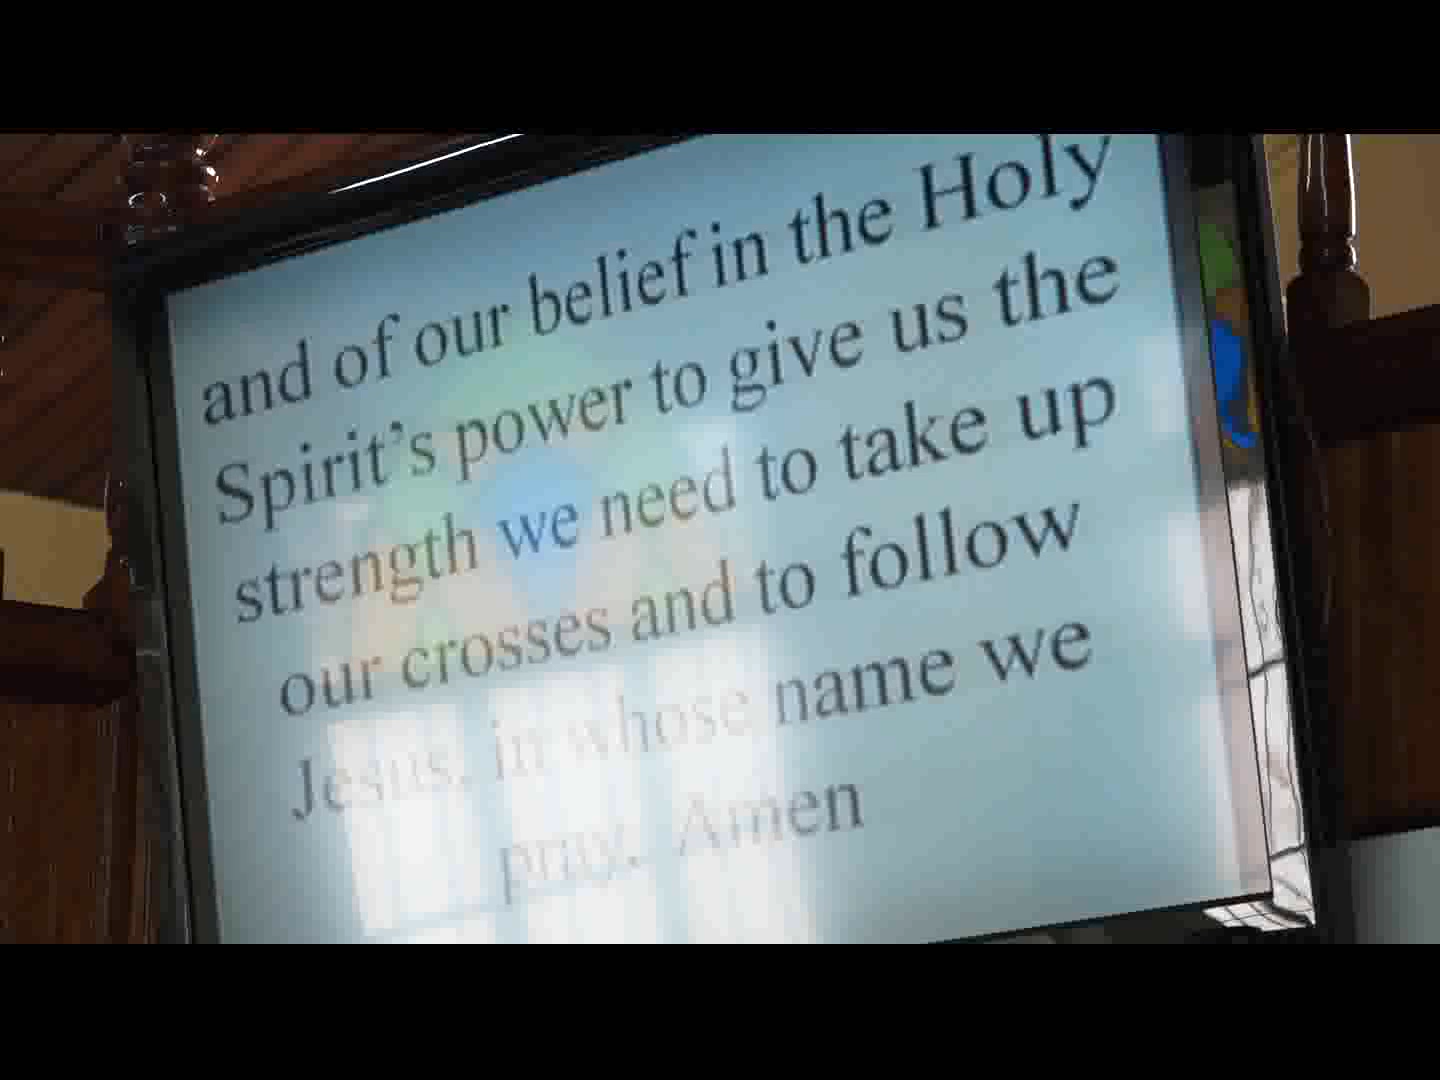 and of our belief in the Holy
Spirit's power to give us the
strength we need to take up
our crosses and to follow
Jesus, in whose name we
pray. Amen